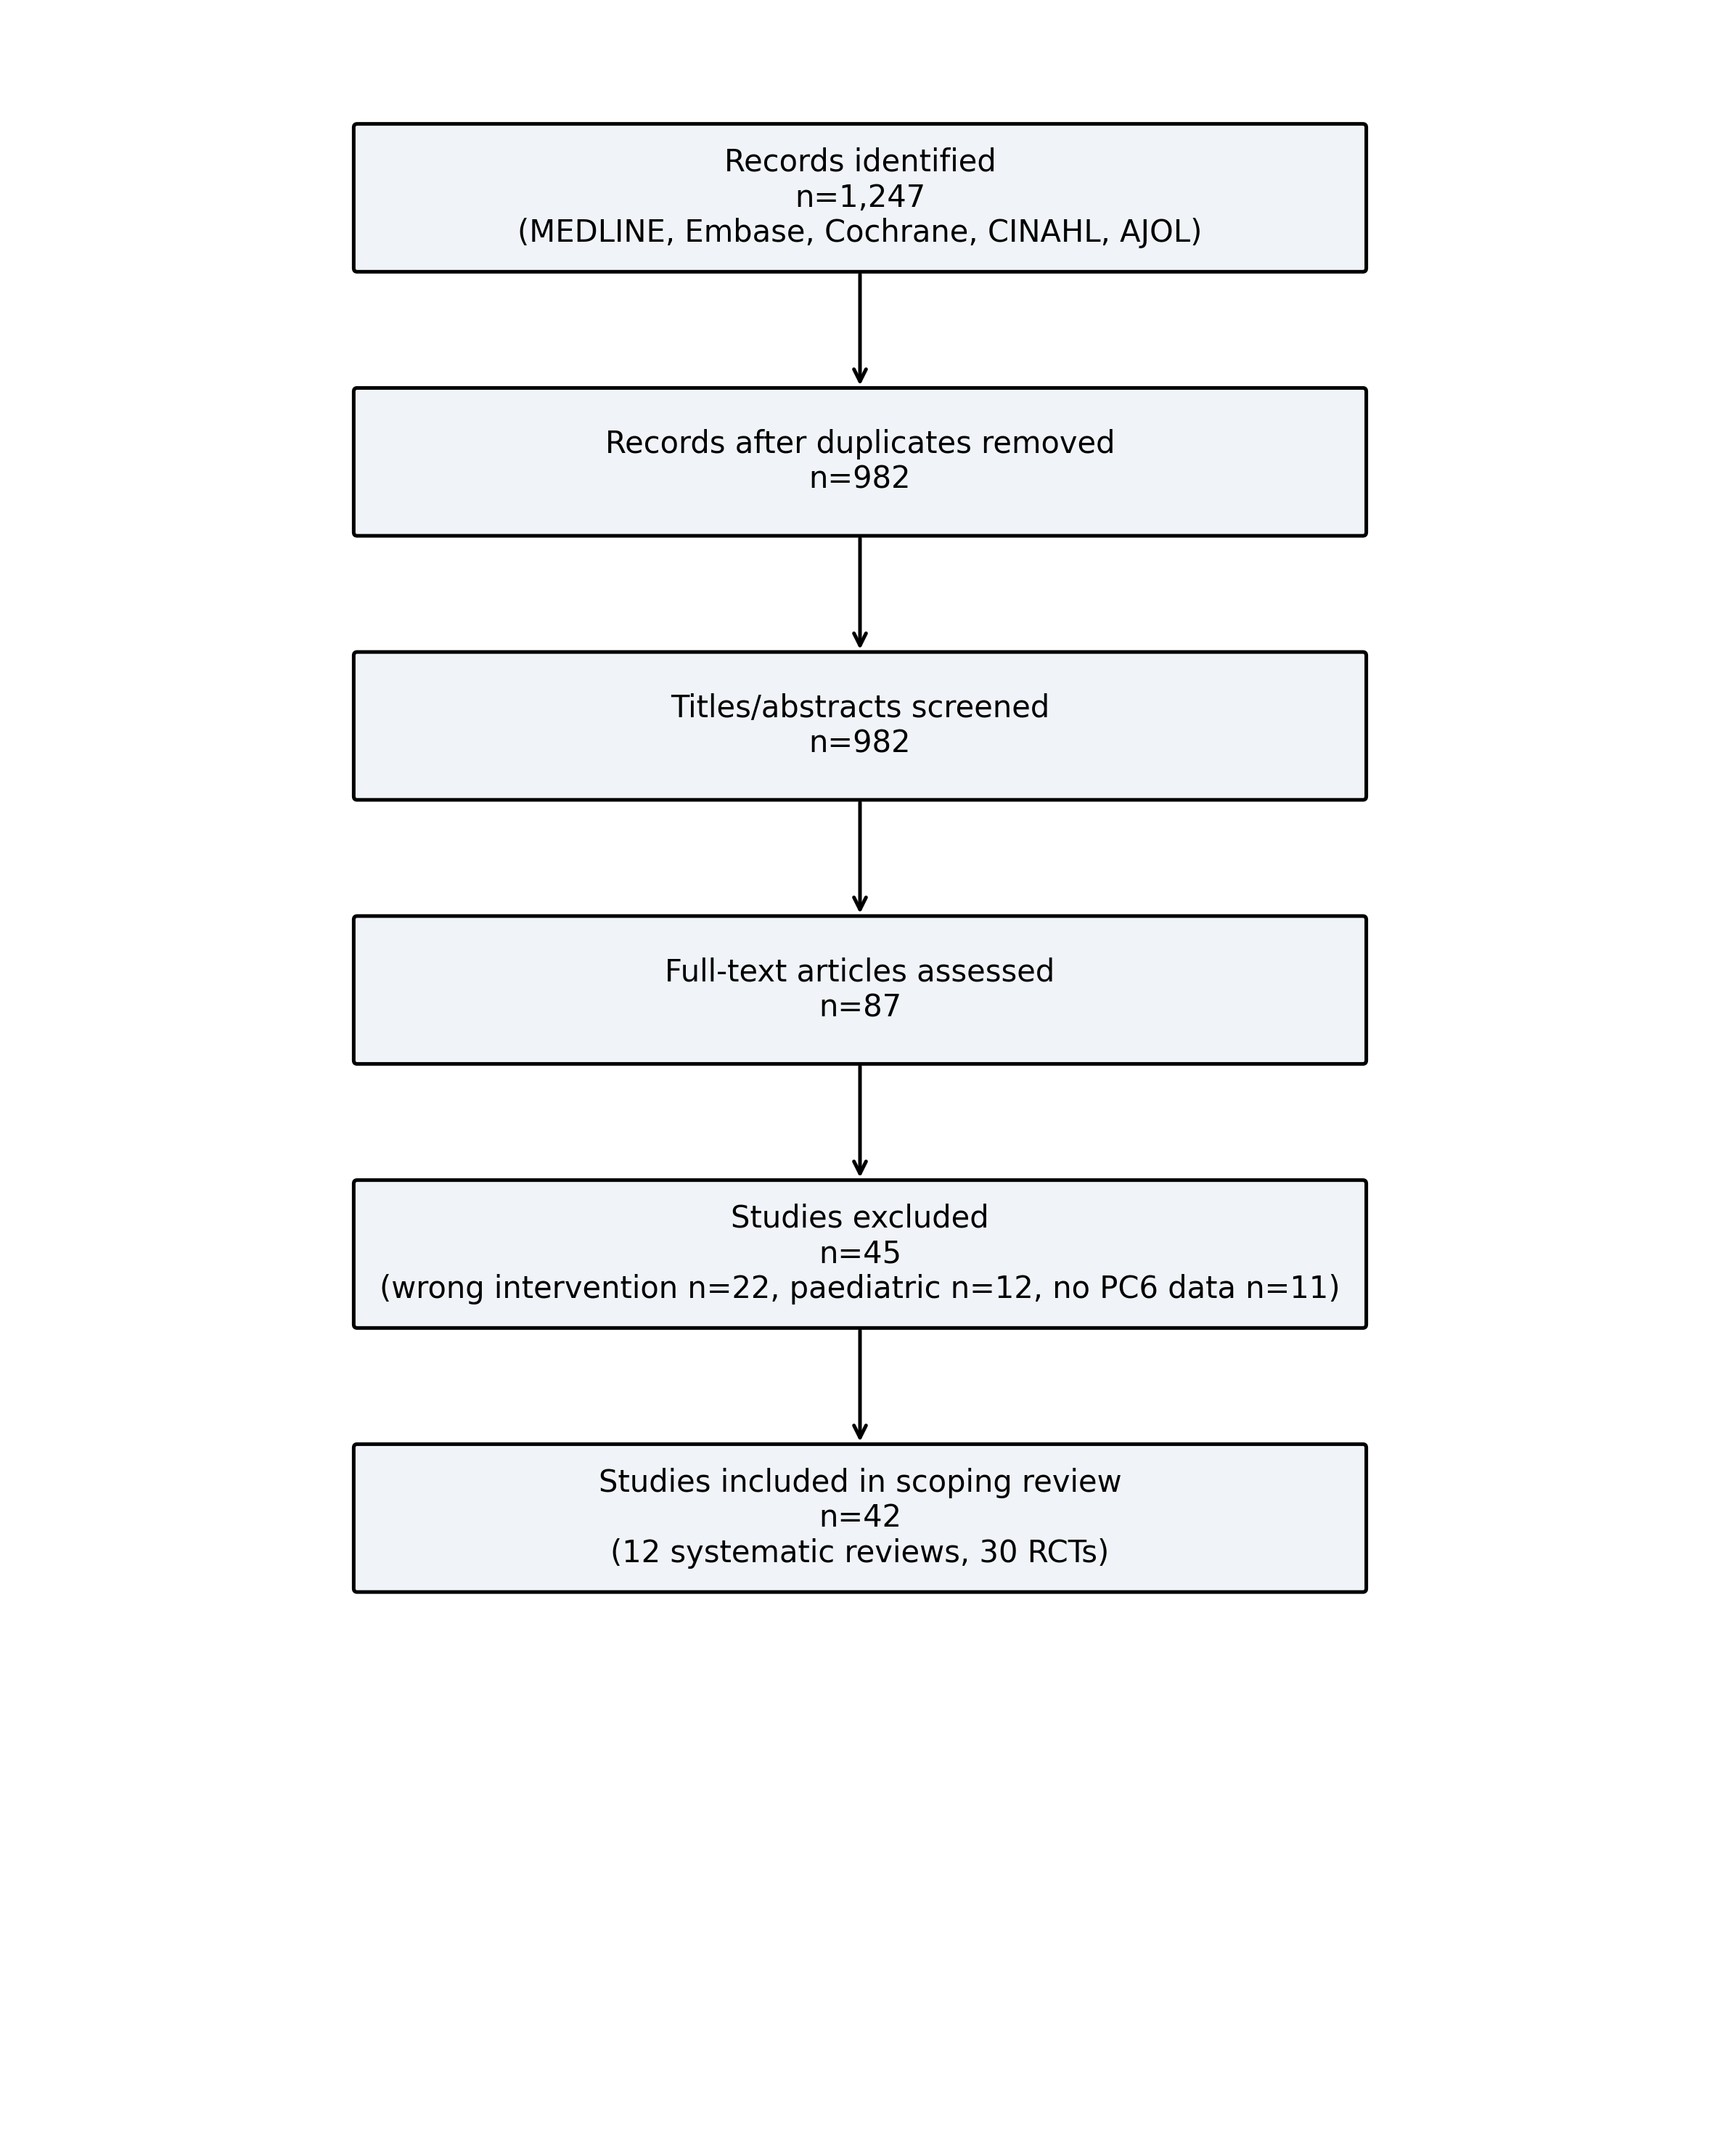 Records identified
n=1,247
(MEDLINE, Embase, Cochrane, CINAHL, AJOL)
Records after duplicates removed
n=982
Titles/abstracts screened
n=982
Full-text articles assessed
n=87
Studies excluded
n=45
(wrong intervention n=22, paediatric n=12, no PC6 data n=11)
Studies included in scoping review
n=42
(12 systematic reviews, 30 RCTs)